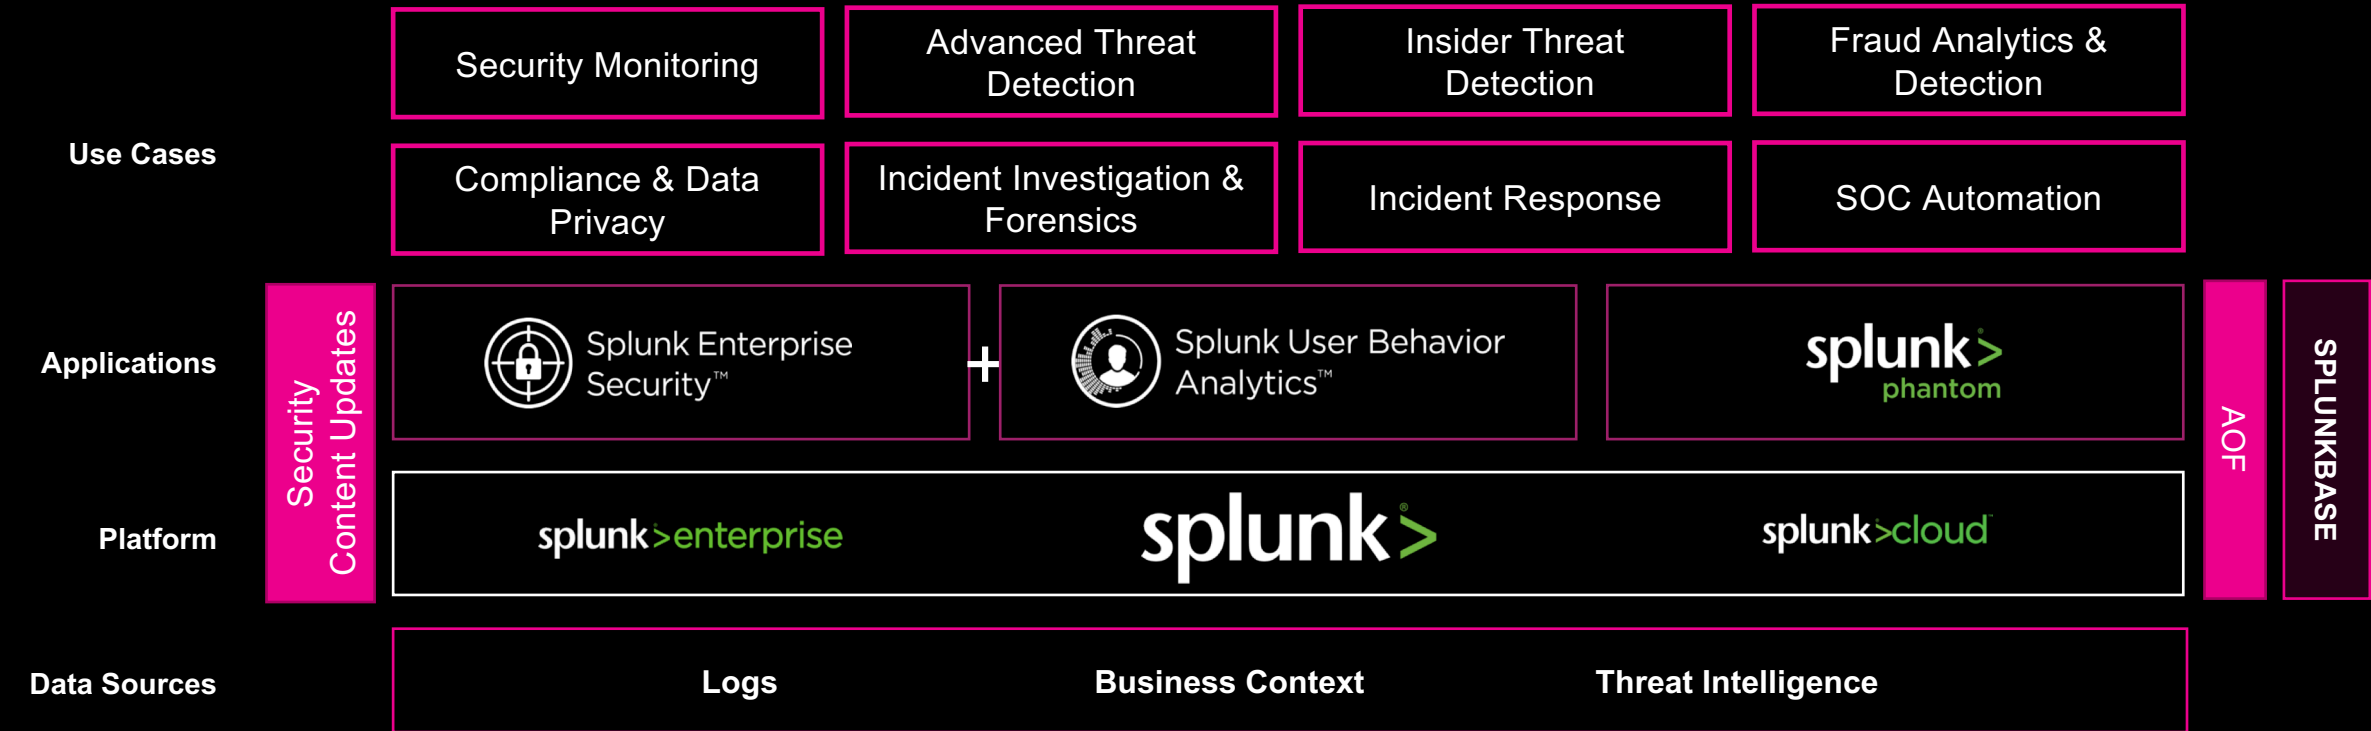 Security Monitoring
Advanced Threat
Detection
Insider Threat
Detection
Fraud Analytics &
Detection
Use Cases
Compliance & Data
Privacy
Incident Investigation &
Forensics
Incident Response
SOC Automation
Applications
Security
Content Updates
Splunk Enterprise
Security™
+
Splunk User Behavior
Analytics™
splunk>®
phantom
AOF
SPLUNKBASE
Platform
splunk>enterprise
splunk>®
splunk>cloud™
Data Sources
Logs
Business Context
Threat Intelligence